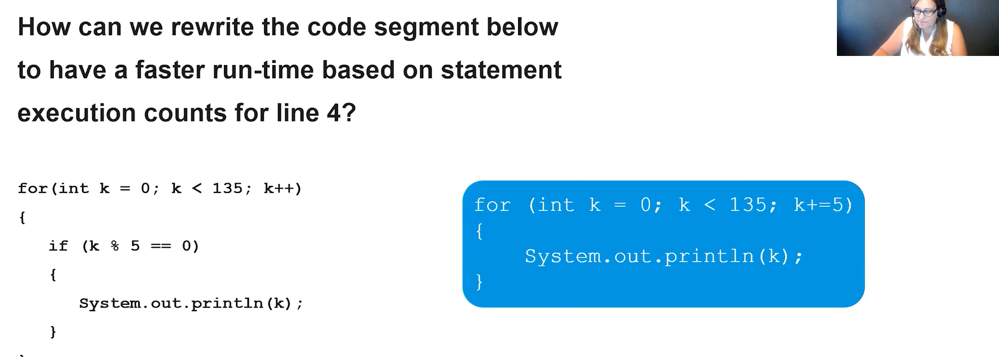 How can we rewrite the code segment below
to have a faster run-time based on statement
execution counts for line 4?
for(int k = 0; k < 135; k++)
{
if (k % 5 == 0)
{
System.out.println(k);
}
for (int k = 0; k < 135; k+=5)
{
System.out.println(k);
}